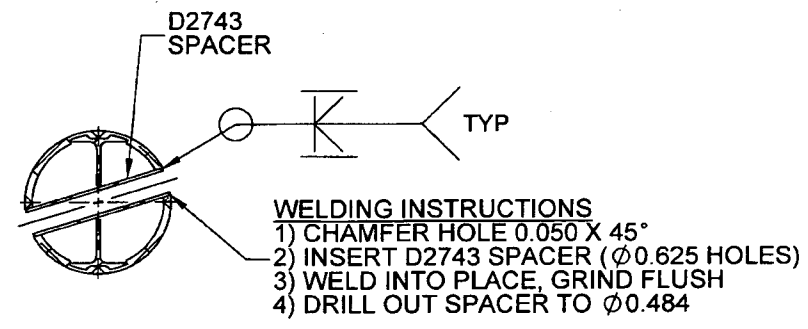 D2743
SPACER
TYP
WELDING INSTRUCTIONS
1) CHAMFER HOLE 0.050 X 45°
2) INSERT D2743 SPACER (Ø0.625 HOLES)
3) WELD INTO PLACE, GRIND FLUSH
4) DRILL OUT SPACER TO Ø0.484